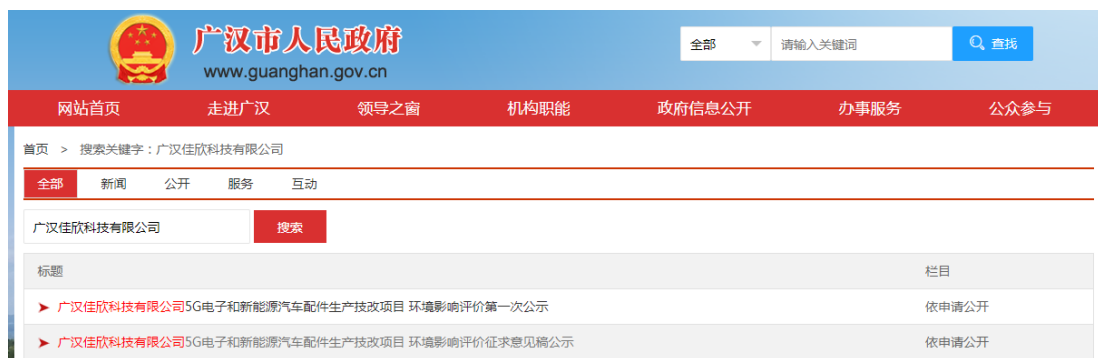 广汉市人民政府
www.guanghan.gov.cn
全部 请输入关键词 查找
网站首页 走进广汉 领导之窗 机构职能 政府信息公开 办事服务 公众参与
首页 > 搜索关键字：广汉佳欣科技有限公司
全部 新闻 公开 服务 互动
广汉佳欣科技有限公司 搜索
标题 栏目
广汉佳欣科技有限公司5G电子和新能源汽车配件生产技改项目 环境影响评价第一次公示 依申请公开
广汉佳欣科技有限公司5G电子和新能源汽车配件生产技改项目 环境影响评价征求意见稿公示 依申请公开